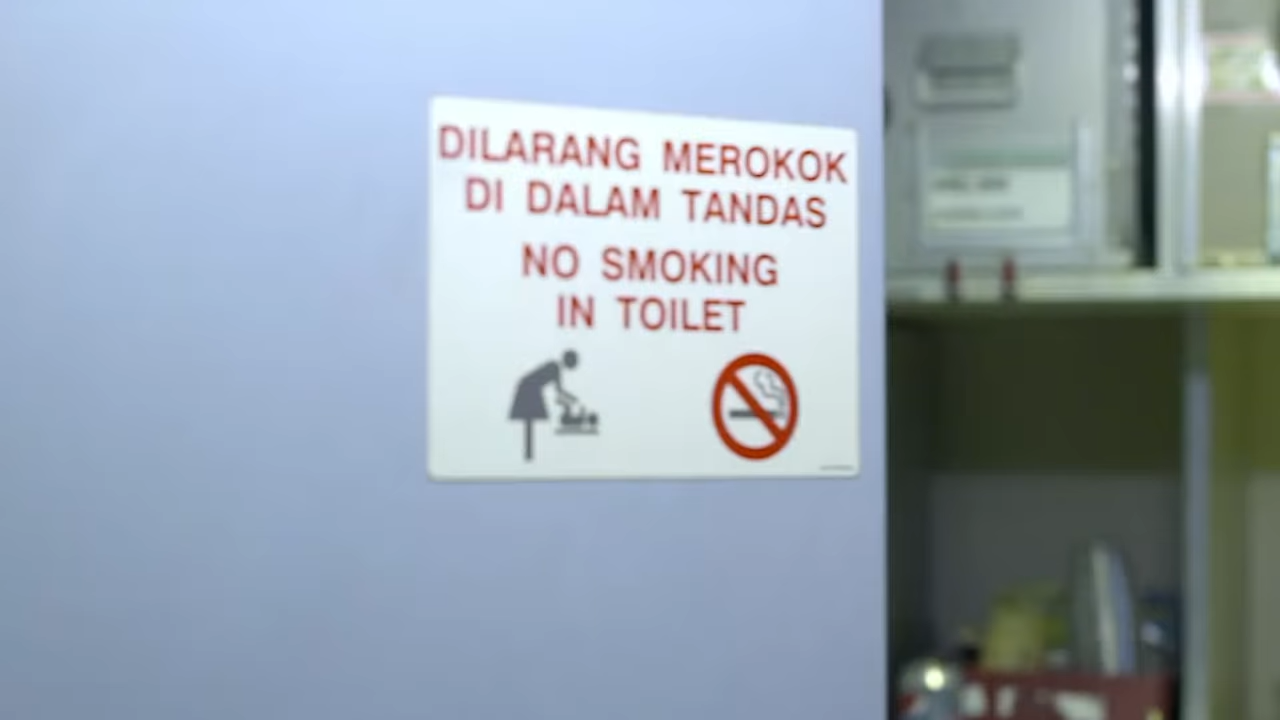 DILARANG MEROKOK
DI DALAM TANDAS
NO SMOKING
IN TOILET